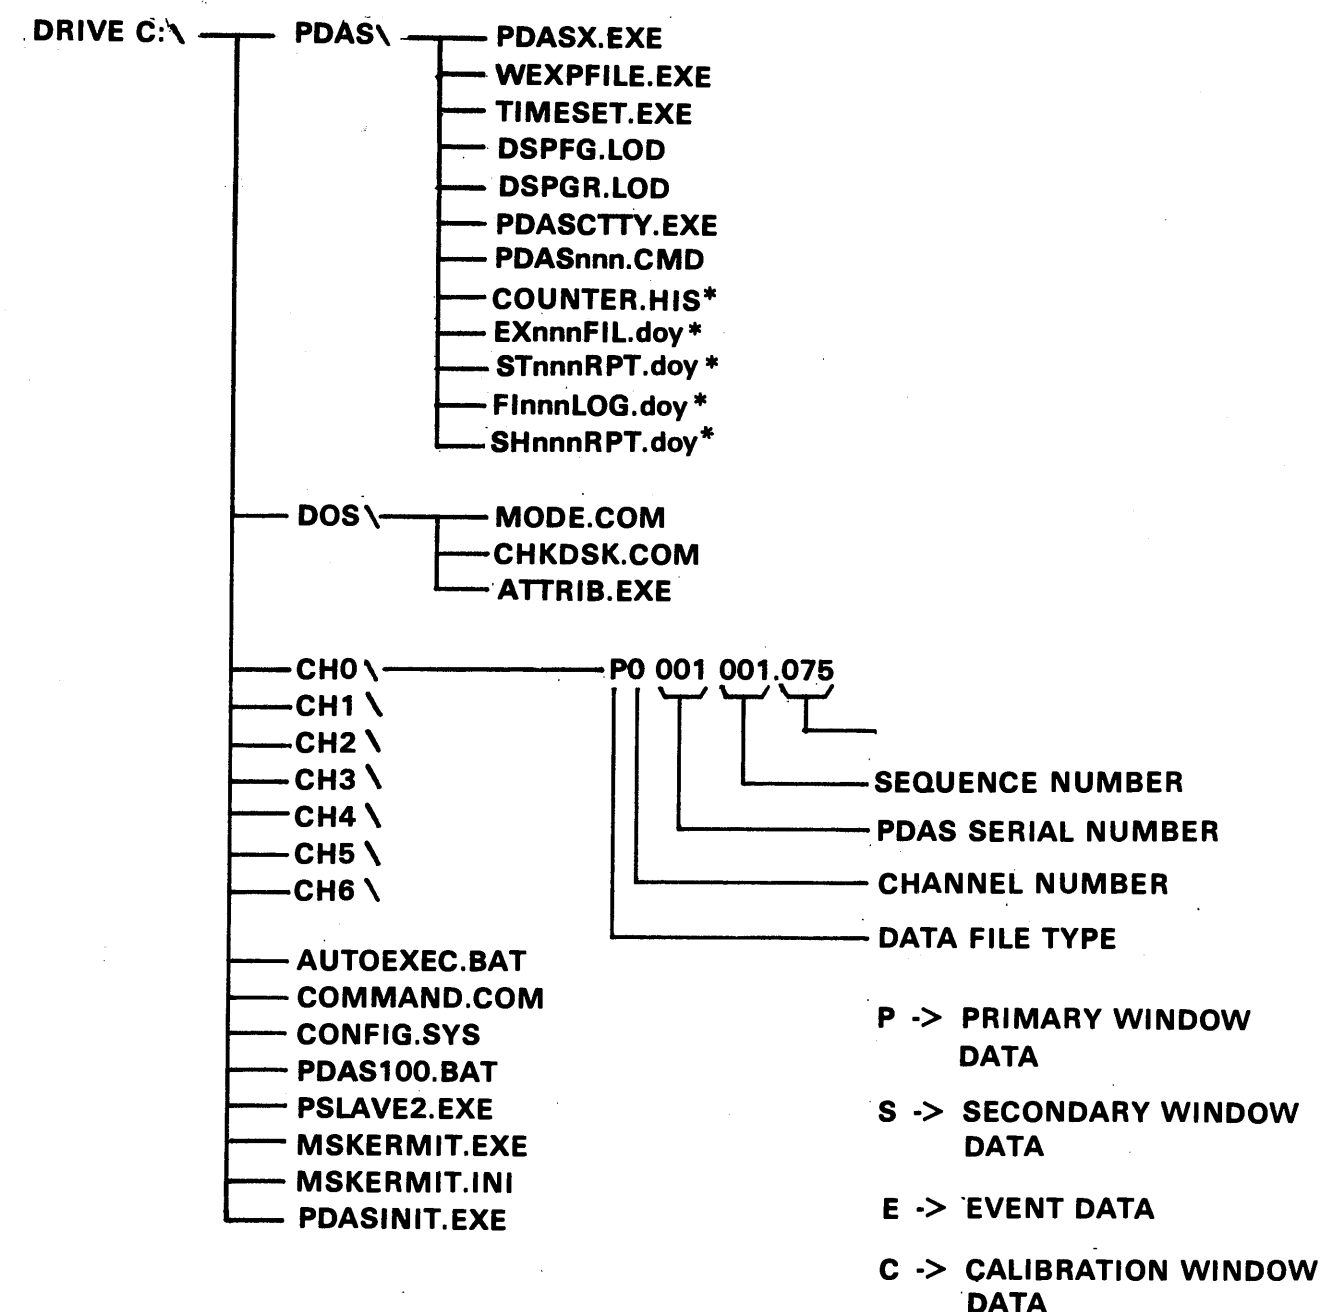 DRIVE C:\ PDAS\ PDASX.EXE
WEXPFILE.EXE
TIMESET.EXE
DSPFG.LOD
DSPGR.LOD
PDASCTTY.EXE
PDASnnn.CMD
COUNTER.HIS*
EXnnnFIL.doy*
STnnnRPT.doy*
FInnnLOG.doy*
SHnnnRPT.doy*
DOS\ MODE.COM
CHKDSK.COM
ATTRIB.EXE
CH0\ P0 001 001.075
CH1\
CH2\
CH3\
CH4\
CH5\
CH6\
SEQUENCE NUMBER
PDAS SERIAL NUMBER
CHANNEL NUMBER
DATA FILE TYPE
AUTOEXEC.BAT
COMMAND.COM
CONFIG.SYS
PDAS100.BAT
PSLAVE2.EXE
MSKERMIT.EXE
MSKERMIT.INI
PDASINIT.EXE
P -> PRIMARY WINDOW
DATA
S -> SECONDARY WINDOW
DATA
E -> EVENT DATA
C -> CALIBRATION WINDOW
DATA